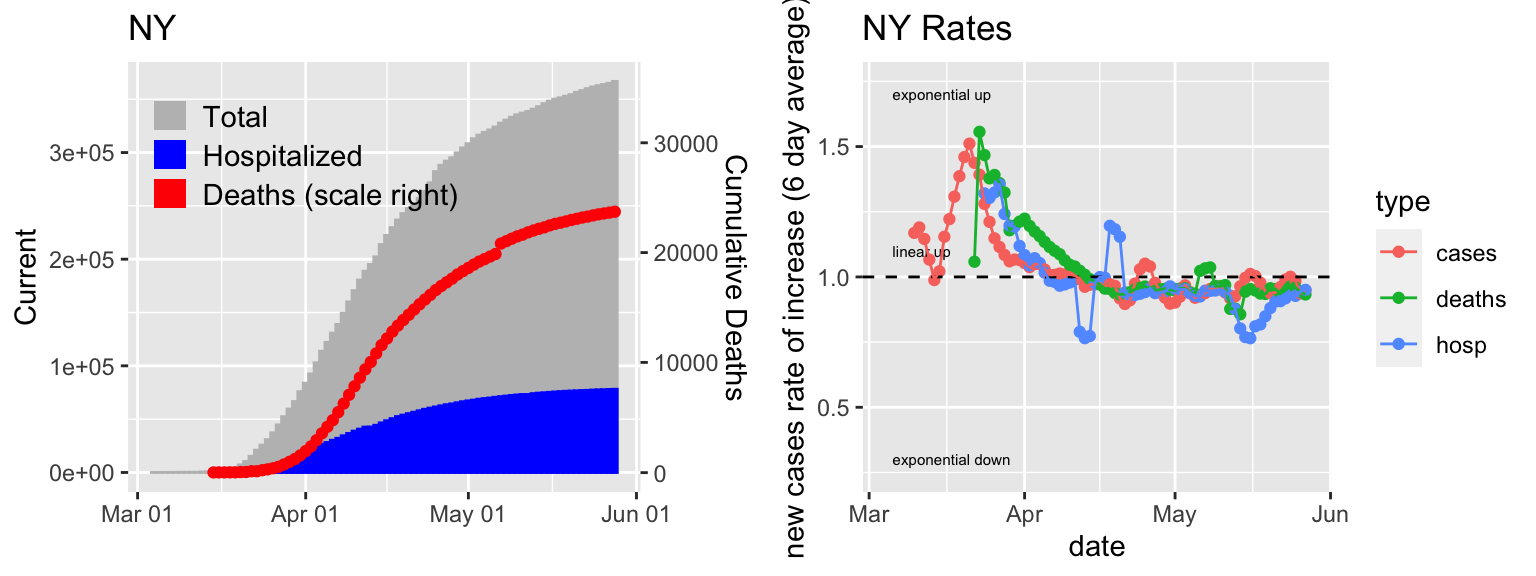 NY
Current
3e+05
2e+05
1e+05
0e+00
Total
Hospitalized
Deaths (scale right)
30000
20000
10000
0
Cumulative Deaths
Mar 01
Apr 01
May 01
Jun 01
NY Rates
new cases rate of increase (6 day average)
1.5
1.0
0.5
exponential up
linear up
exponential down
Mar
Apr
May
Jun
date
type
cases
deaths
hosp